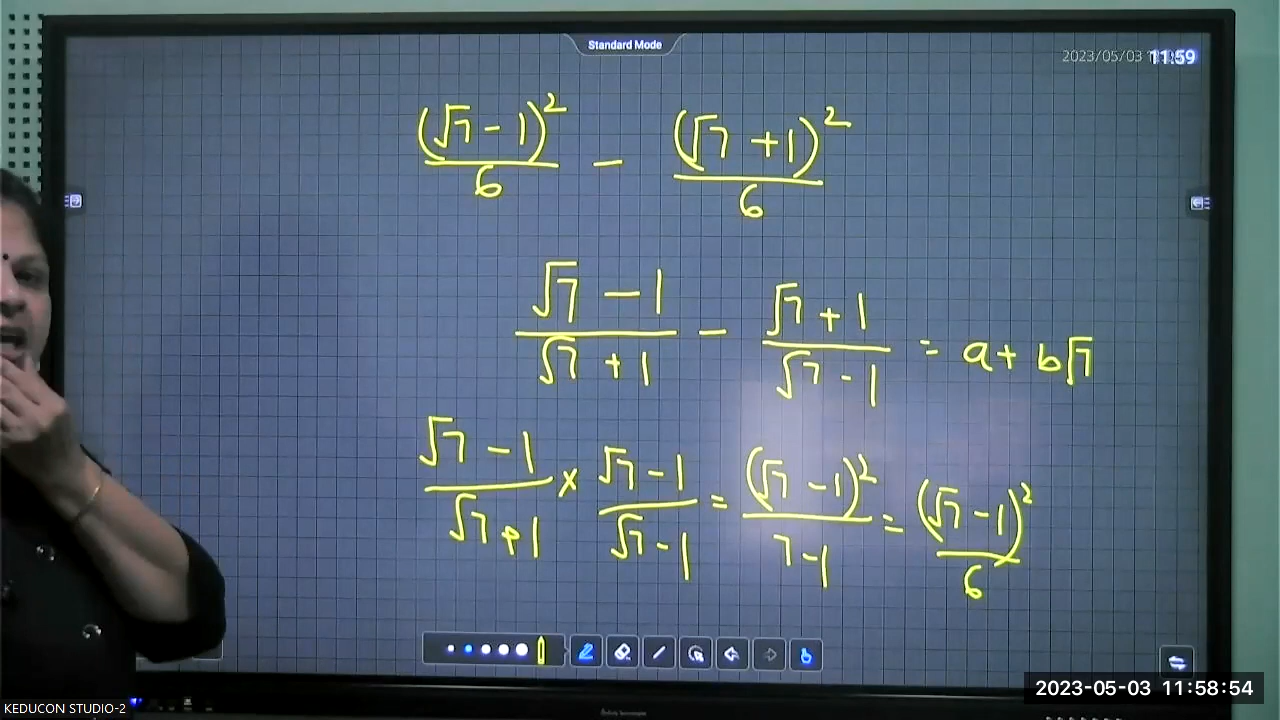 Standard Mode
2023/05/03 11:59
(√7 - 1)² / 6 - (√7 + 1)² / 6
(√7 - 1) / (√7 + 1) - (√7 + 1) / (√7 - 1) = a + b√7
(√7 - 1) / (√7 + 1) × (√7 - 1) / (√7 - 1) = (√7 - 1)² / (7 - 1) = (√7 - 1)² / 6
2023-05-03 11:58:54
KEDUCON STUDIO-2